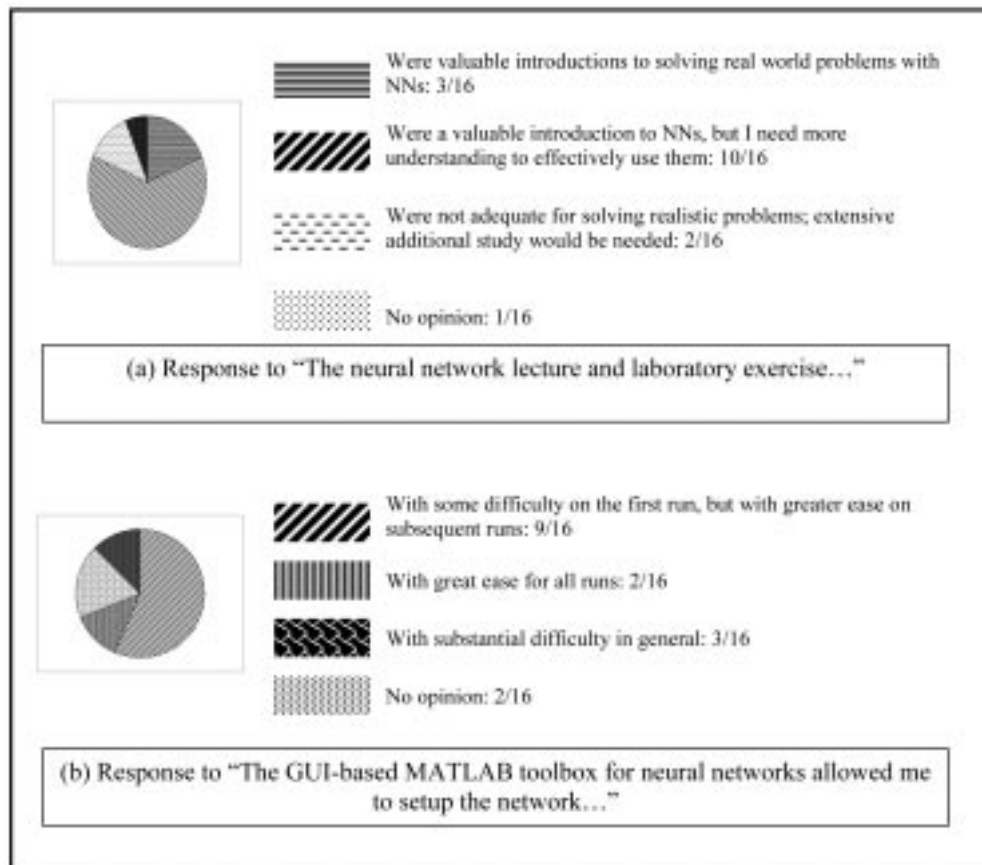 Were valuable introductions to solving real world problems with
NNs: 3/16
Were a valuable introduction to NNs, but I need more
understanding to effectively use them: 10/16
Were not adequate for solving realistic problems; extensive
additional study would be needed: 2/16
No opinion: 1/16
(a) Response to “The neural network lecture and laboratory exercise…”
With some difficulty on the first run, but with greater ease on
subsequent runs: 9/16
With great ease for all runs: 2/16
With substantial difficulty in general: 3/16
No opinion: 2/16
(b) Response to “The GUI-based MATLAB toolbox for neural networks allowed me
to setup the network…”